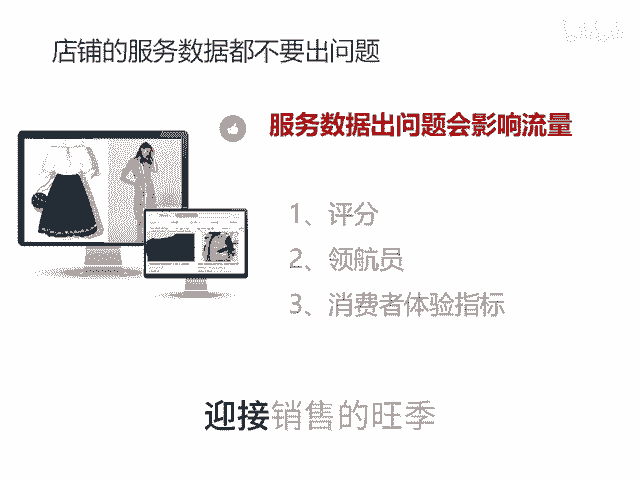 店铺的服务数据都不要出问题
bilibili
服务数据出问题会影响流量
1、评分
2、领航员
3、消费者体验指标
迎接销售的旺季